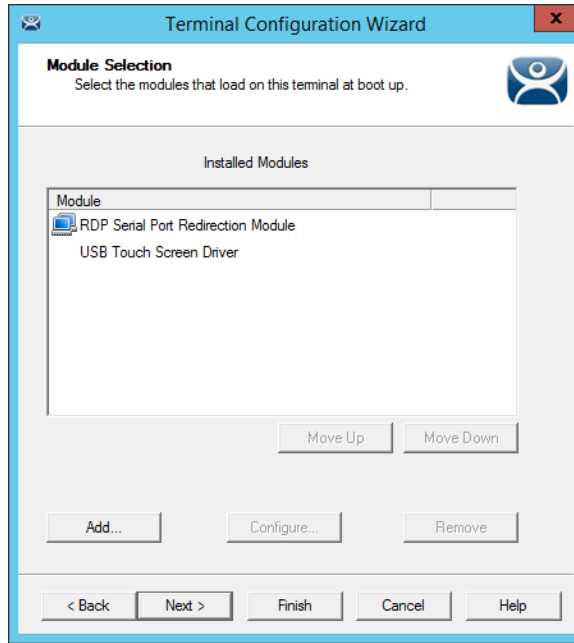 Terminal Configuration Wizard
x
Module Selection
Select the modules that load on this terminal at boot up.
Installed Modules
Module
RDP Serial Port Redirection Module
USB Touch Screen Driver
Move Up Move Down
Add... Configure... Remove
< Back Next > Finish Cancel Help